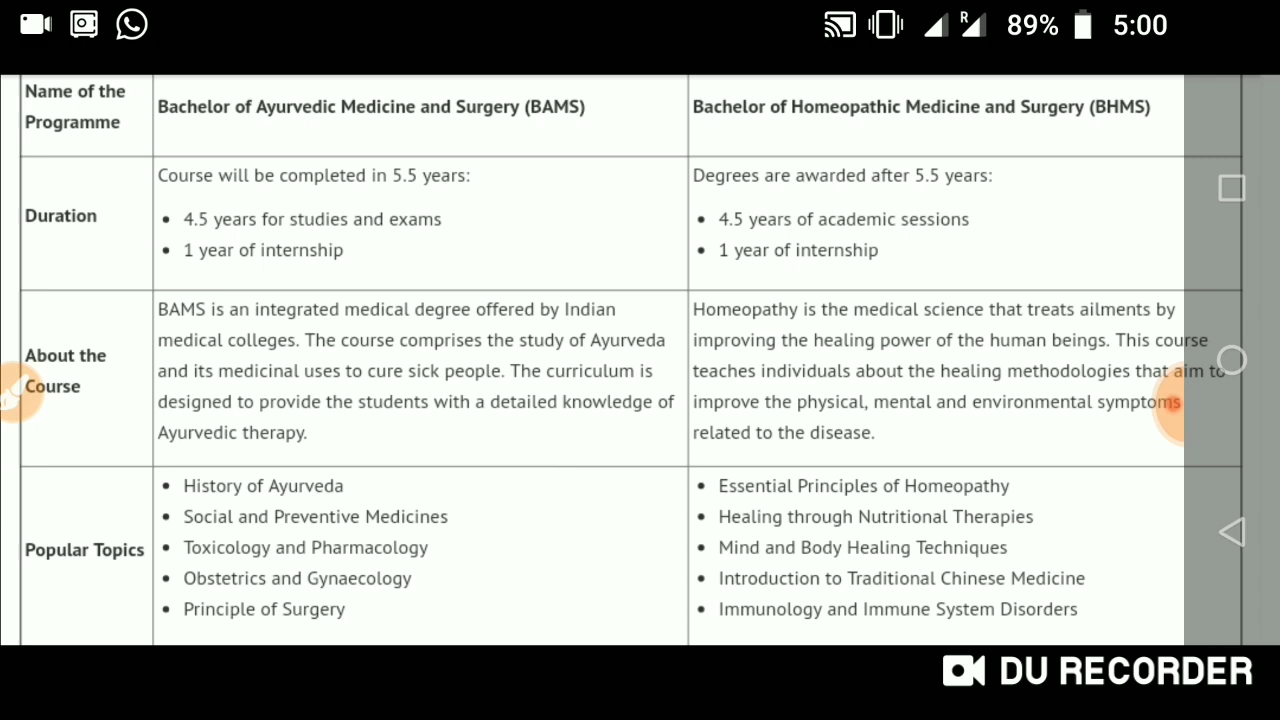 R 89% 5:00
Name of the
Programme
Bachelor of Ayurvedic Medicine and Surgery (BAMS)
Bachelor of Homeopathic Medicine and Surgery (BHMS)
Duration
Course will be completed in 5.5 years:
• 4.5 years for studies and exams
• 1 year of internship
Degrees are awarded after 5.5 years:
• 4.5 years of academic sessions
• 1 year of internship
About the
Course
BAMS is an integrated medical degree offered by Indian
medical colleges. The course comprises the study of Ayurveda
and its medicinal uses to cure sick people. The curriculum is
designed to provide the students with a detailed knowledge of
Ayurvedic therapy.
Homeopathy is the medical science that treats ailments by
improving the healing power of the human beings. This course
teaches individuals about the healing methodologies that aim to
improve the physical, mental and environmental symptoms
related to the disease.
Popular Topics
• History of Ayurveda
• Social and Preventive Medicines
• Toxicology and Pharmacology
• Obstetrics and Gynaecology
• Principle of Surgery
• Essential Principles of Homeopathy
• Healing through Nutritional Therapies
• Mind and Body Healing Techniques
• Introduction to Traditional Chinese Medicine
• Immunology and Immune System Disorders
DU RECORDER